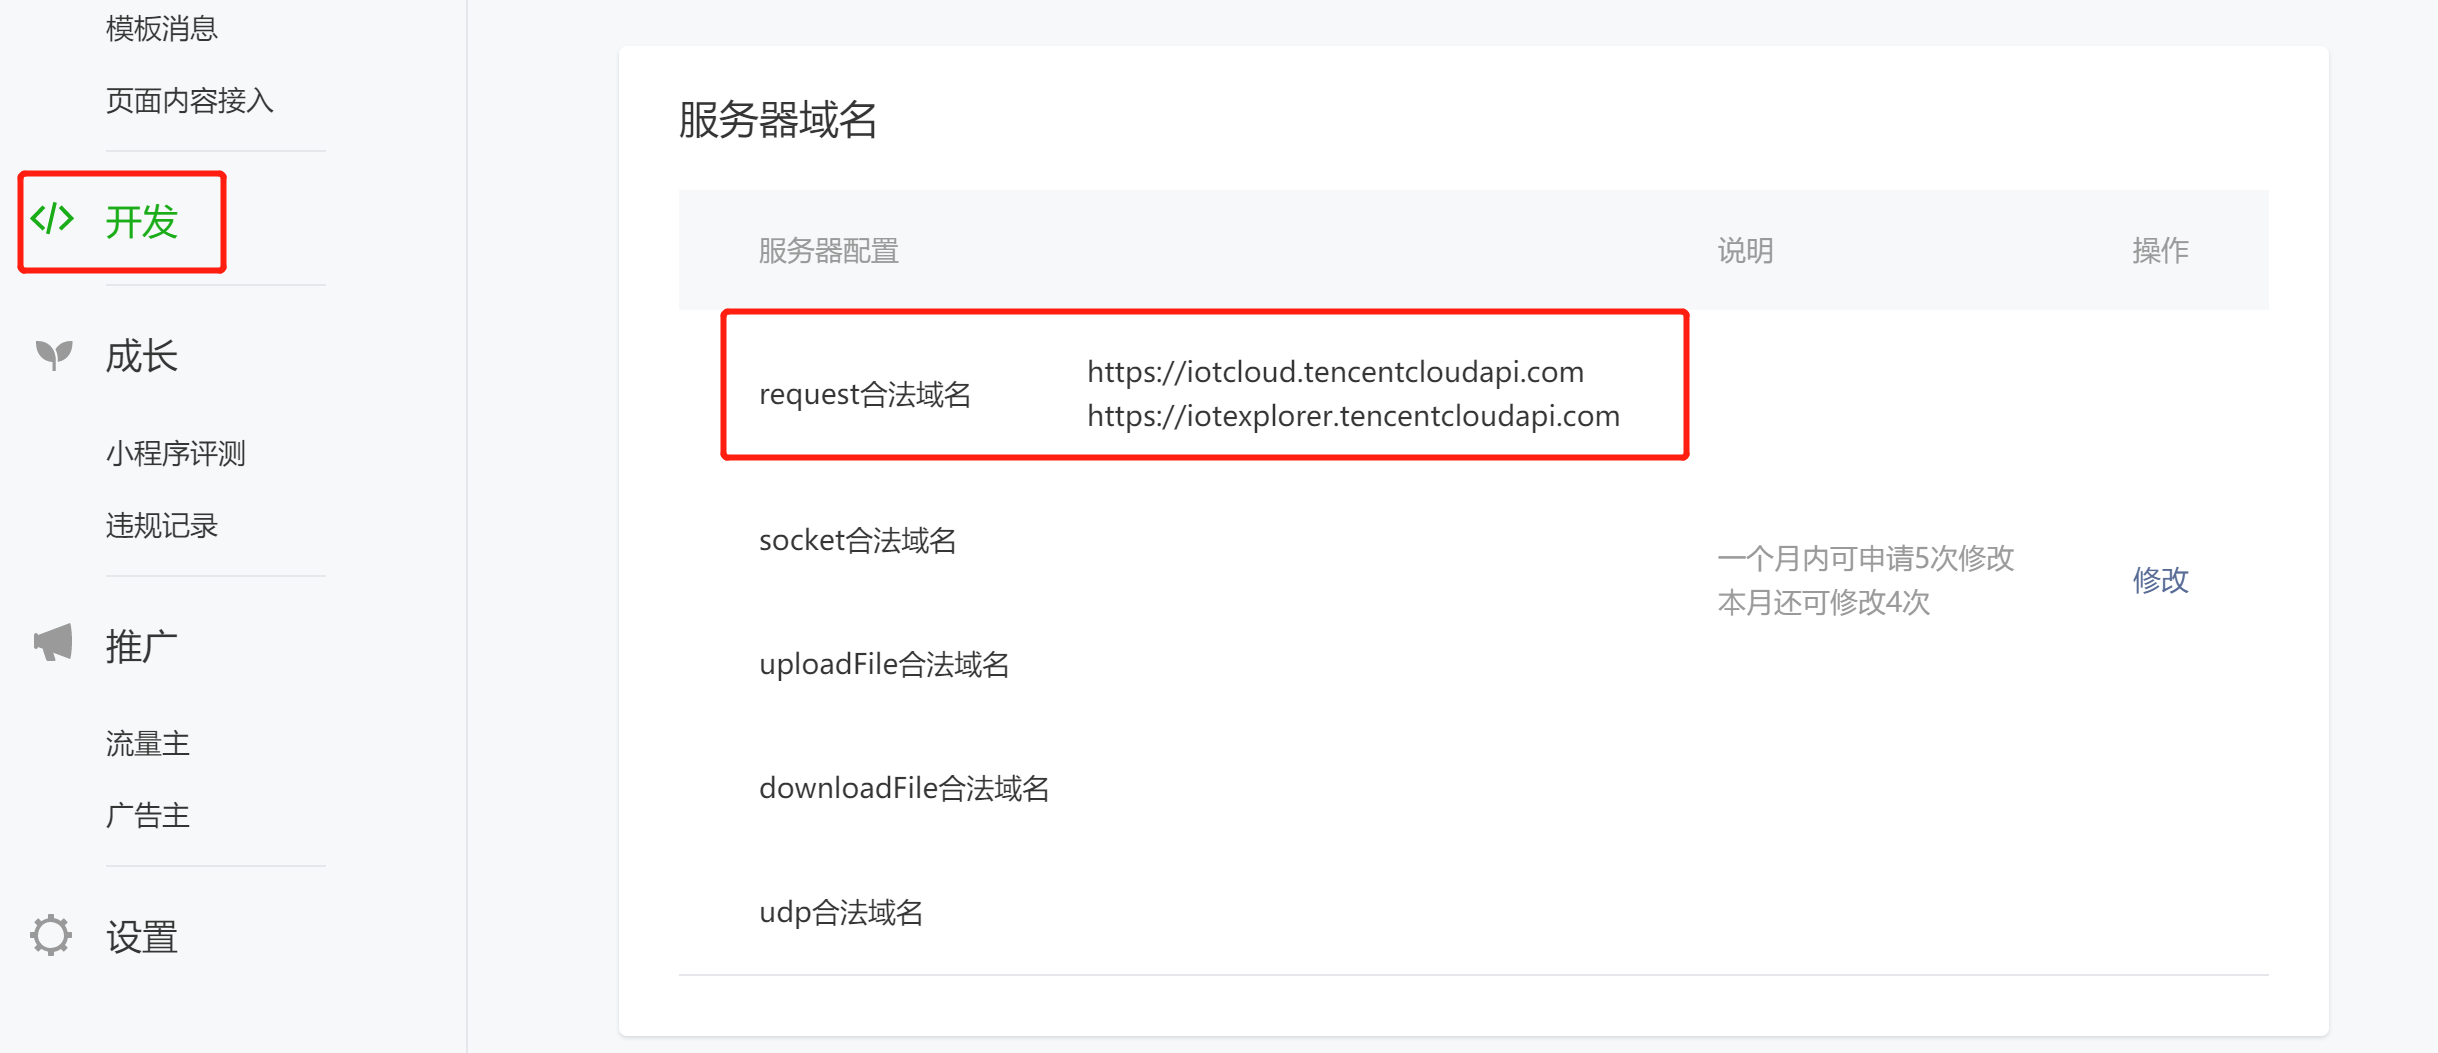 模板消息
页面内容接入
开发
成长
小程序评测
违规记录
推广
流量主
广告主
设置
服务器域名
服务器配置 说明 操作
request合法域名 https://iotcloud.tencentcloudapi.com
https://iotexplorer.tencentcloudapi.com
socket合法域名
uploadFile合法域名
downloadFile合法域名
udp合法域名
一个月内可申请5次修改
本月还可修改4次
修改